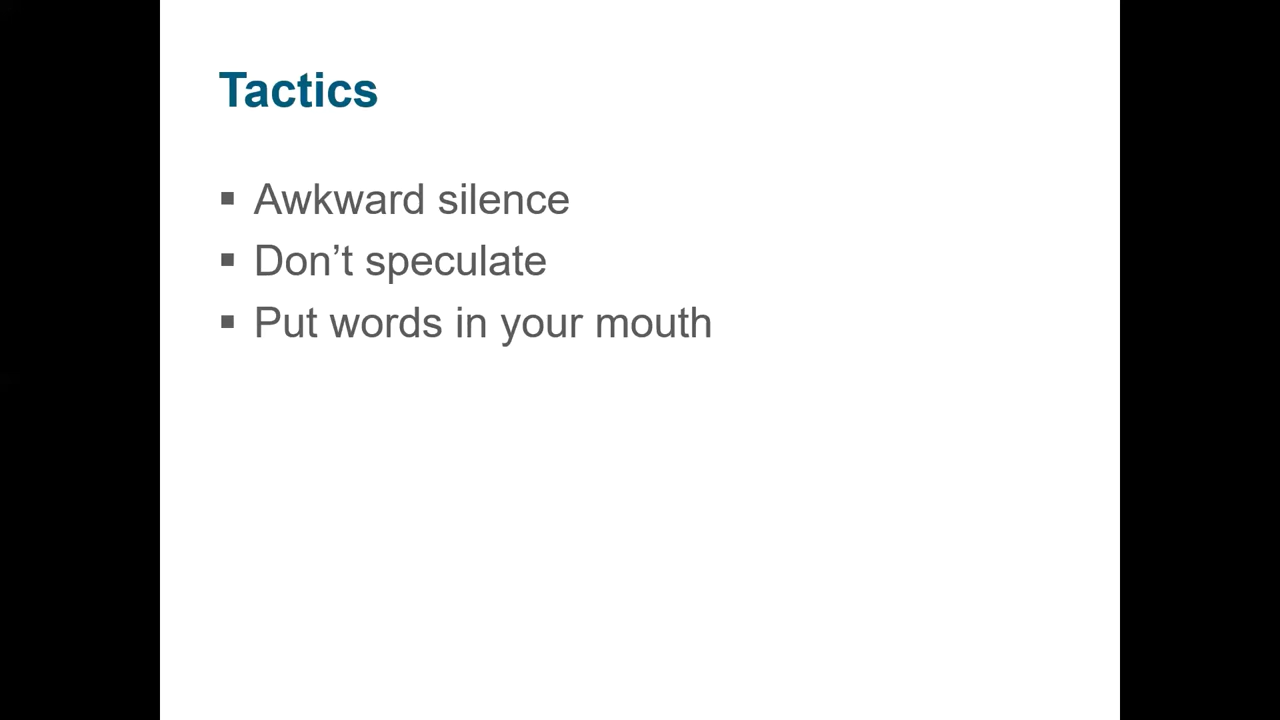 Tactics
▪ Awkward silence
▪ Don’t speculate
▪ Put words in your mouth